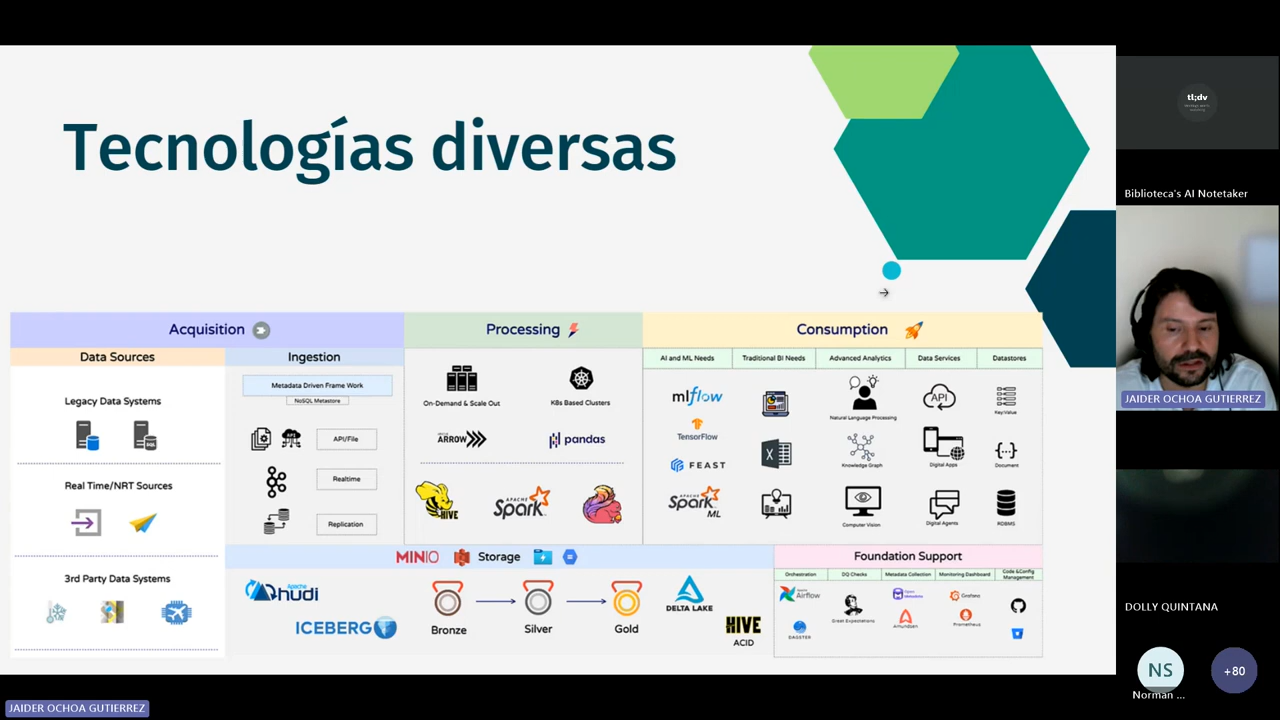 Tecnologías diversas
Acquisition
Processing
Consumption
Data Sources
Ingestion
AI and ML Needs
Traditional BI Needs
Advanced Analytics
Data Services
Datastores
Legacy Data Systems
Real Time/NRT Sources
3rd Party Data Systems
Metadata Driven Frame Work
NoSQL Metastore
API/File
Realtime
Replication
On-Demand & Scale Out
K8s Based Clusters
ARROW
pandas
HIVE
APACHE
Spark
mlflow
TensorFlow
FEAST
Spark
ML
Natural Language Processing
Knowledge Graph
Computer Vision
API
Digital Apps
Digital Agents
Key/Value
Document
RDBMS
MINIO
Storage
Apache
hudi
ICEBERG
Bronze
Silver
Gold
DELTA LAKE
HIVE
ACID
Foundation Support
Orchestration
DQ Checks
Metadata Collection
Monitoring Dashboard
Code &Config
Management
Apache
Airflow
DAGSTER
Great Expectations
Open
Metadata
Amundsen
Grafana
Prometheus
tl;dv
Biblioteca's AI Notetaker
JAIDER OCHOA GUTIERREZ
DOLLY QUINTANA
NS
Norman ...
+80
JAIDER OCHOA GUTIERREZ